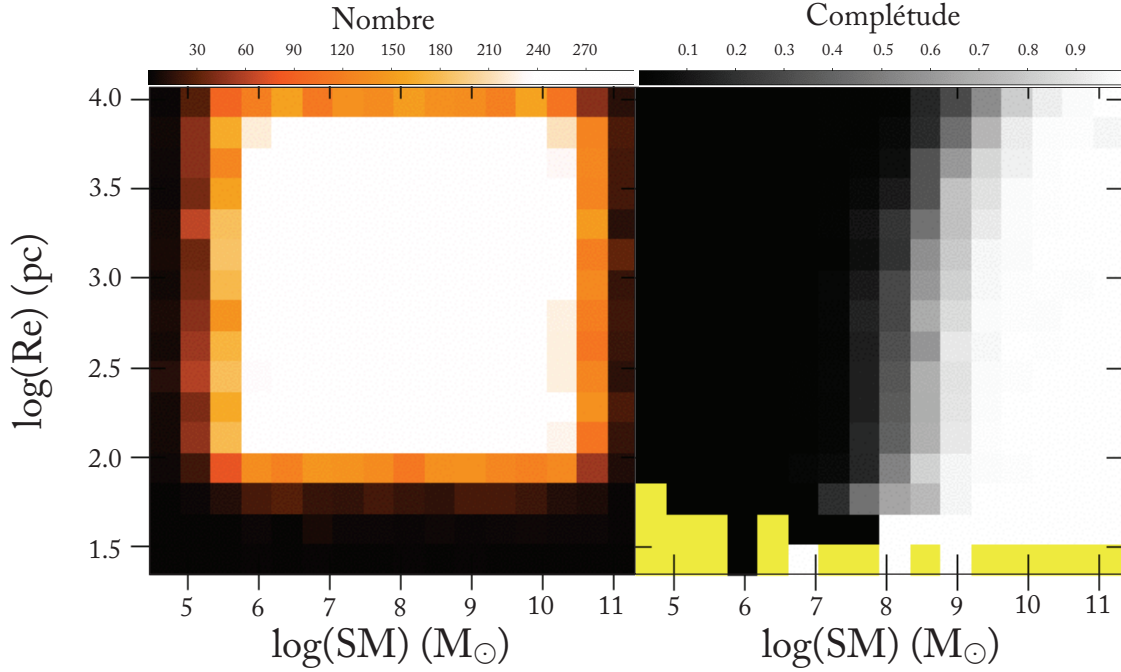 Nombre
Complétude
30 60 90 120 150 180 210 240 270
0.1 0.2 0.3 0.4 0.5 0.6 0.7 0.8 0.9
4.0
3.5
3.0
2.5
2.0
1.5
log(Re) (pc)
5 6 7 8 9 10 11
5 6 7 8 9 10 11
log(SM) (M☉)
log(SM) (M☉)